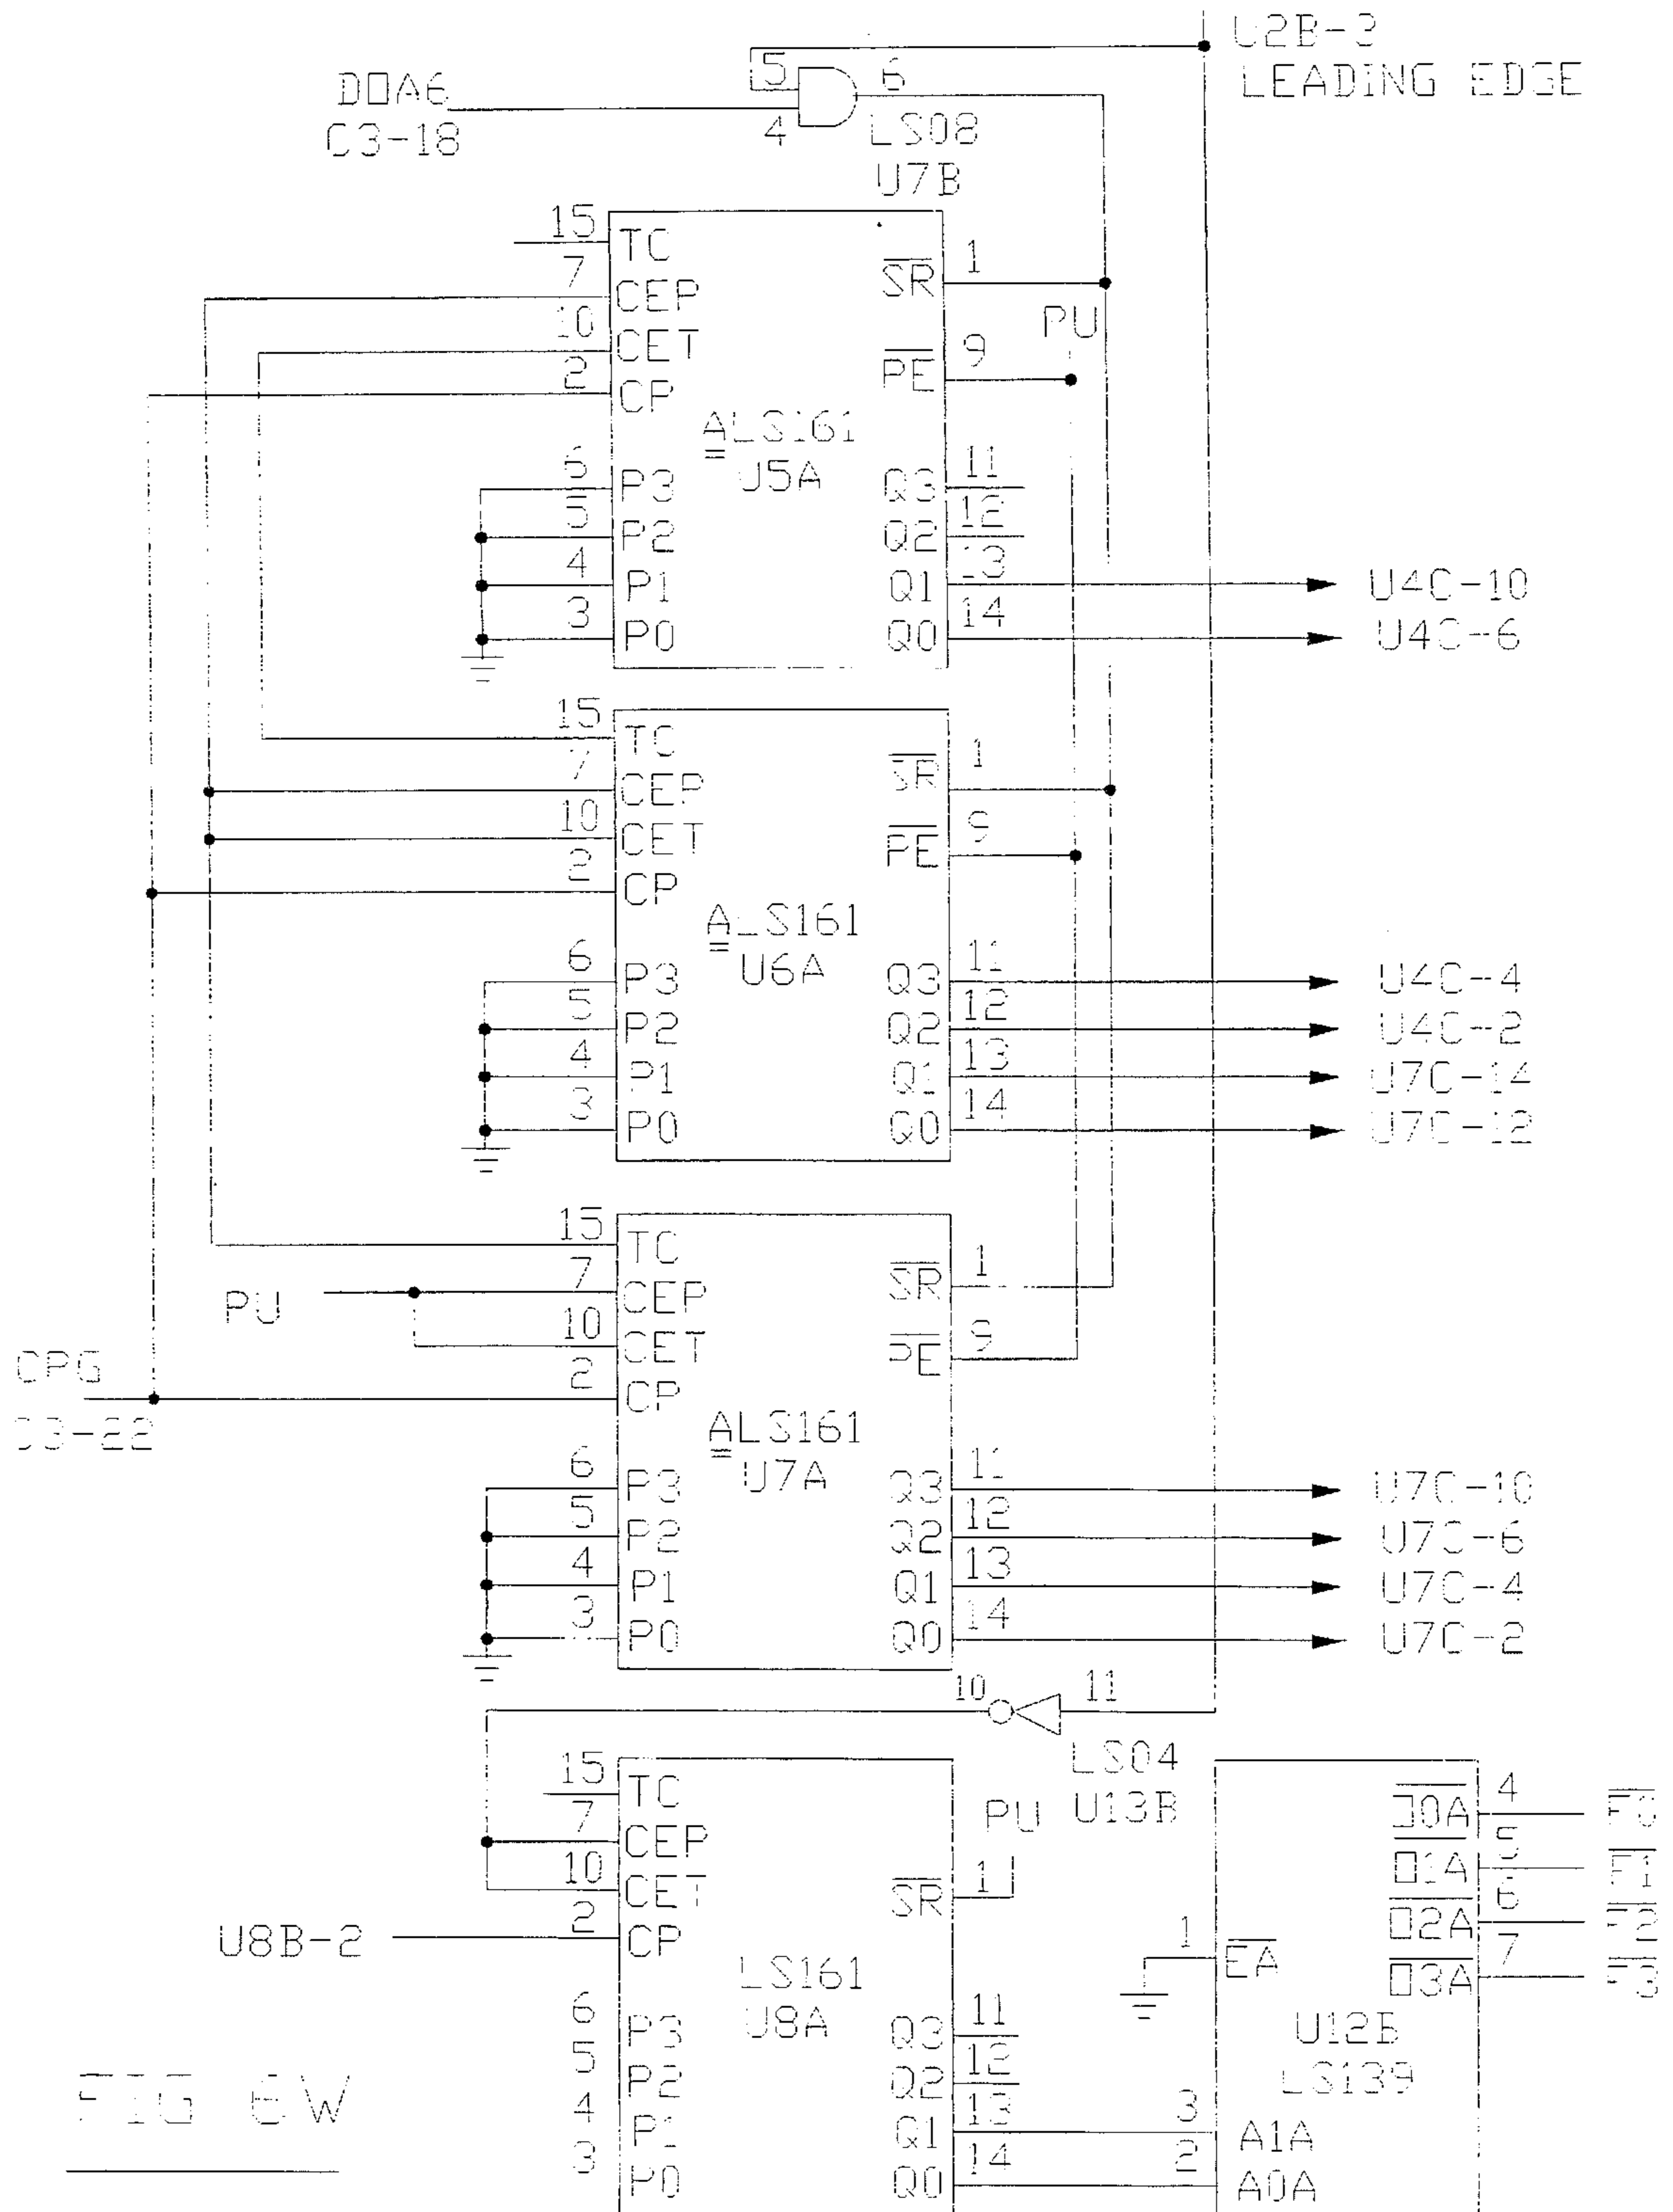 U2B-3
LEADING EDGE
DOA6
C3-18
5
4
6
LS08
U7B
15
TC
7
CEP
10
CET
2
CP
SR
1
PU
PE
9
ALS161
U5A
6
P3
5
P2
4
P1
3
P0
Q3
11
Q2
12
Q1
13
U4C-10
Q0
14
U4C-6
15
TC
7
CEP
10
CET
2
CP
SR
1
PE
9
ALS161
U6A
6
P3
5
P2
4
P1
3
P0
Q3
11
U4C-4
Q2
12
U4C-2
Q1
13
U7C-14
Q0
14
U7C-12
15
TC
7
CEP
PU
10
CET
2
CP
CPG
C3-22
SR
1
PE
9
ALS161
U7A
6
P3
5
P2
4
P1
3
P0
Q3
11
U7C-10
Q2
12
U7C-6
Q1
13
U7C-4
Q0
14
U7C-2
10
11
LS04
U13B
15
TC
7
CEP
10
CET
2
CP
U8B-2
PU
SR
1
LS161
U8A
6
P3
5
P2
4
P1
3
P0
Q3
11
Q2
12
Q1
13
Q0
14
O0A
4
O1A
5
O2A
6
O3A
7
1
EA
U12B
LS139
3
A1A
2
A0A
FIG 6W